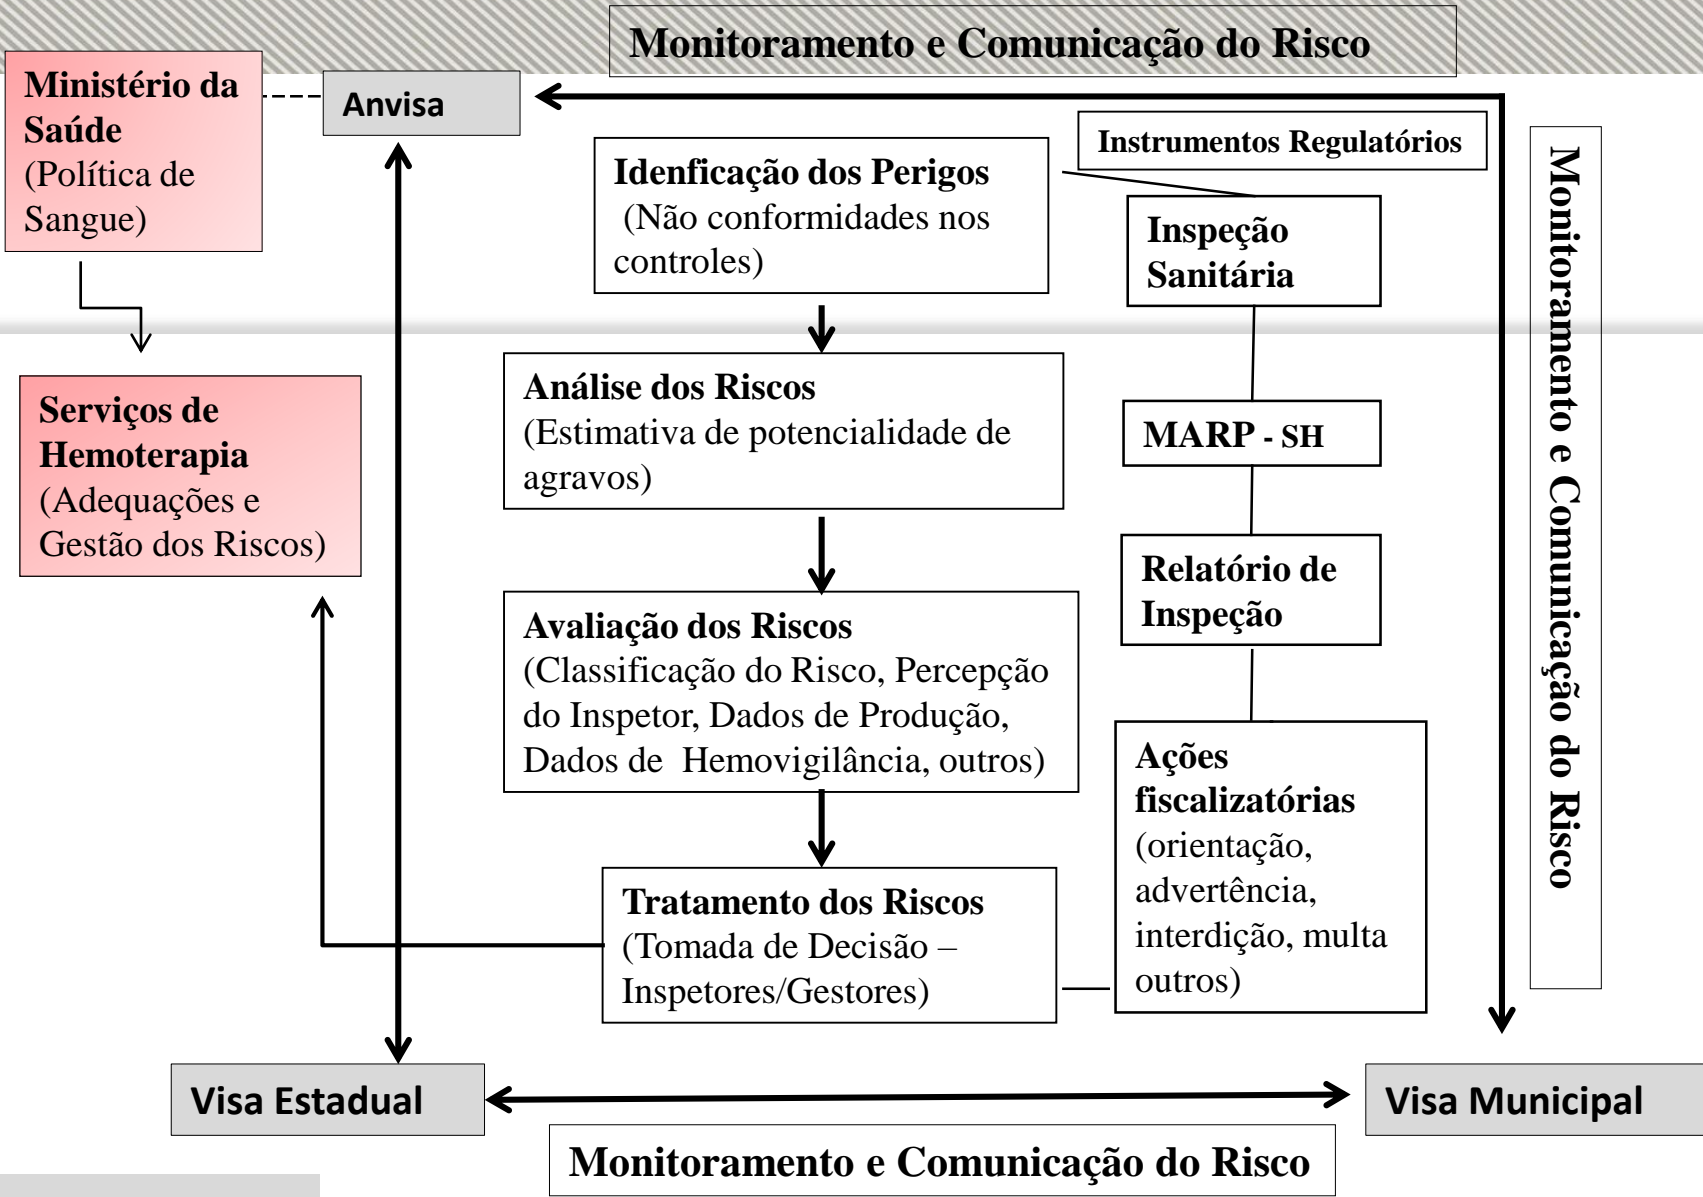 Monitoramento e Comunicação do Risco
Ministério da
Saúde
(Política de
Sangue)
Anvisa
Instrumentos Regulatórios
Idenficação dos Perigos
(Não conformidades nos
controles)
Inspeção
Sanitária
Monitoramento e Comunicação do Risco
Análise dos Riscos
(Estimativa de potencialidade de
agravos)
MARP - SH
Serviços de
Hemoterapia
(Adequações e
Gestão dos Riscos)
Relatório de
Inspeção
Avaliação dos Riscos
(Classificação do Risco, Percepção
do Inspetor, Dados de Produção,
Dados de Hemovigilância, outros)
Ações
fiscalizatórias
(orientação,
advertência,
interdição, multa
outros)
Tratamento dos Riscos
(Tomada de Decisão –
Inspetores/Gestores)
Visa Estadual
Visa Municipal
Monitoramento e Comunicação do Risco